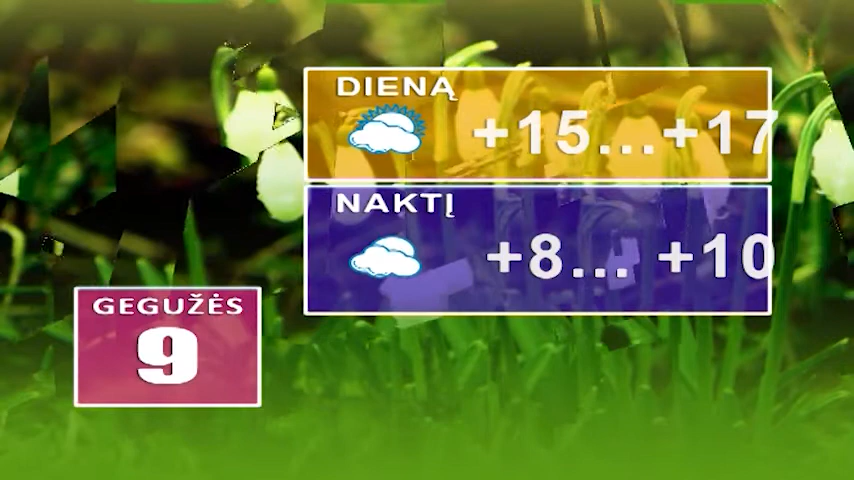 DIENĄ
+15...+17
NAKTĮ
+8... +10
GEGUŽĖS
9